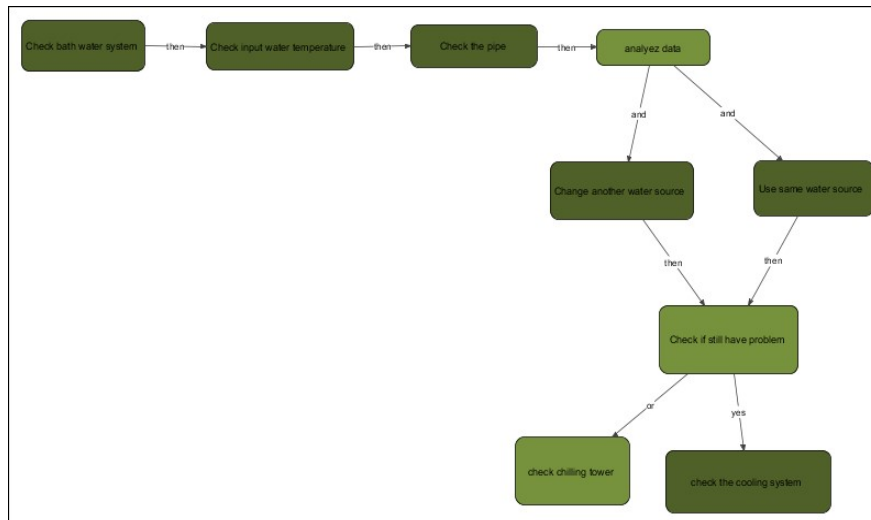 Check bath water system
then
Check input water temperature
then
Check the pipe
then
analyez data
and
and
Change another water source
Use same water source
then
then
Check if still have problem
or
yes
check chilling tower
check the cooling system